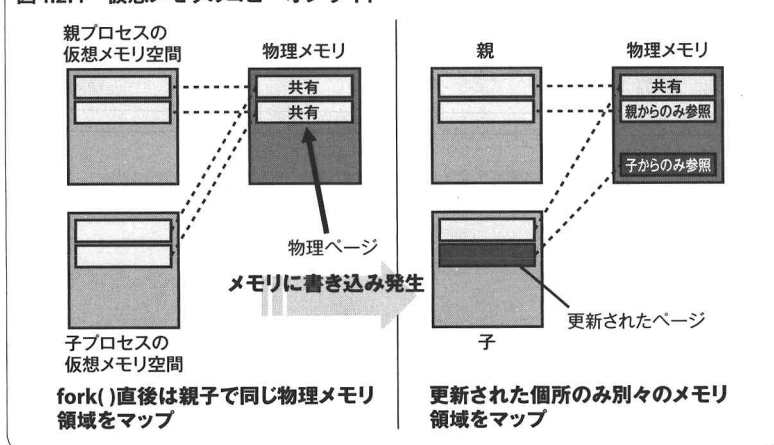 親プロセスの
仮想メモリ空間
物理メモリ
共有
共有
物理ページ
子プロセスの
仮想メモリ空間
fork( )直後は親子で同じ物理メモリ
領域をマップ
メモリに書き込み発生
親
物理メモリ
共有
親からのみ参照
子からのみ参照
更新されたページ
子
更新された個所のみ別々のメモリ
領域をマップ